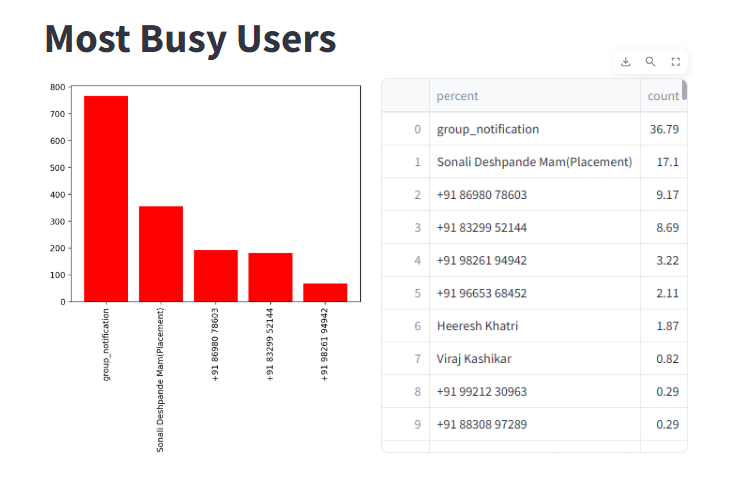 Most Busy Users
800
700
600
500
400
300
200
100
0
group_notification
Sonali Deshpande Mam(Placement)
+91 86980 78603
+91 83299 52144
+91 98261 94942
percent count
0 group_notification 36.79
1 Sonali Deshpande Mam(Placement) 17.1
2 +91 86980 78603 9.17
3 +91 83299 52144 8.69
4 +91 98261 94942 3.22
5 +91 96653 68452 2.11
6 Heeresh Khatri 1.87
7 Viraj Kashikar 0.82
8 +91 99212 30963 0.29
9 +91 88308 97289 0.29